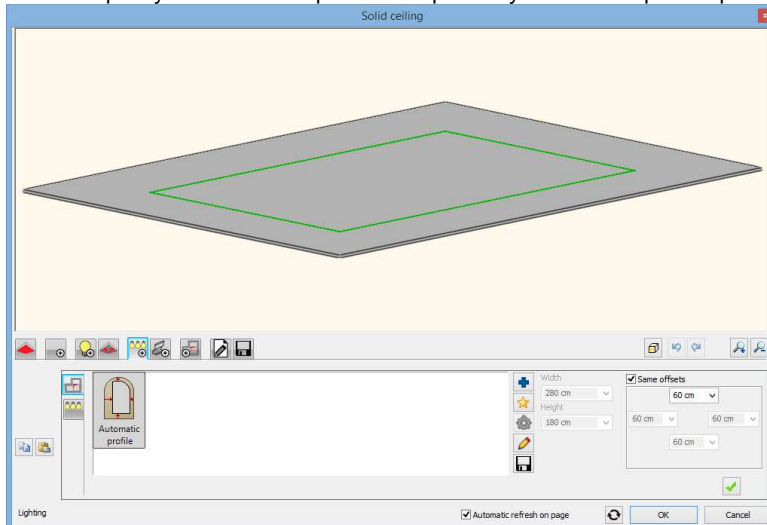 Solid ceiling
Automatic
profile
Width
280 cm
Height
180 cm
Same offsets
60 cm
60 cm
60 cm
60 cm
Lighting
Automatic refresh on page
OK
Cancel